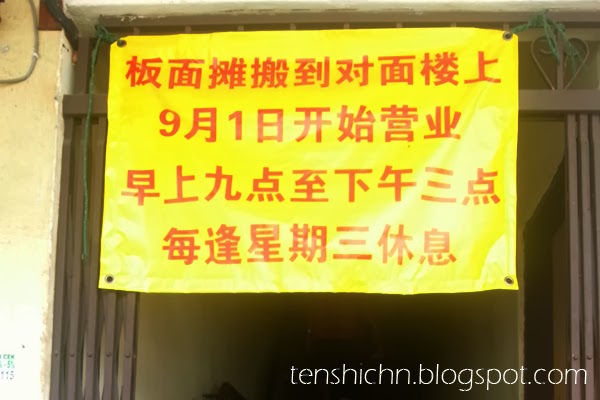 板面摊搬到对面楼上
9月1日开始营业
早上九点至下午三点
每逢星期三休息
115
tenshichn.blogspot.com